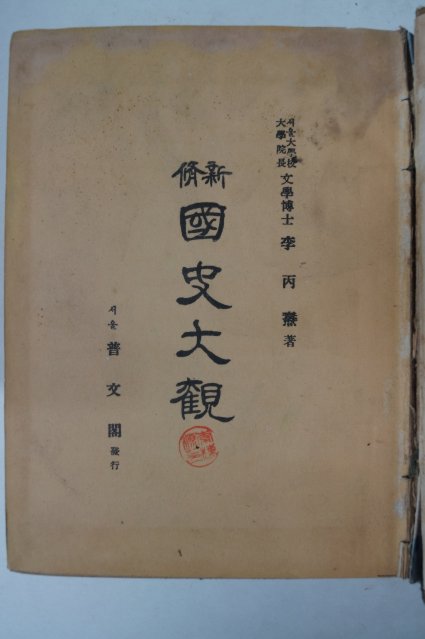 서울大學校
大學院長
文學博士 李丙燾 著
新修
國史大觀
서울 普文閣 發行